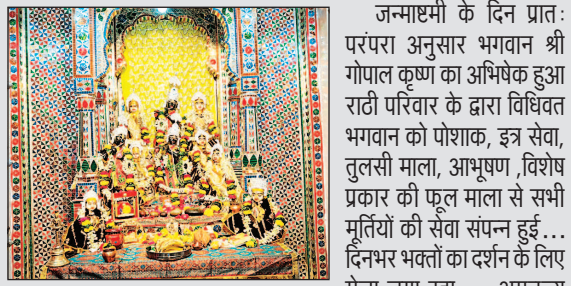 जन्माष्टमी के दिन प्रातः
परंपरा अनुसार भगवान श्री
गोपाल कृष्ण का अभिषेक हुआ
राठी परिवार के द्वारा विधिवत
भगवान को पोशाक, इत्र सेवा,
तुलसी माला, आभूषण ,विशेष
प्रकार की फूल माला से सभी
मूर्तियों की सेवा संपन्न हुई...
दिनभर भक्तों का दर्शन के लिए